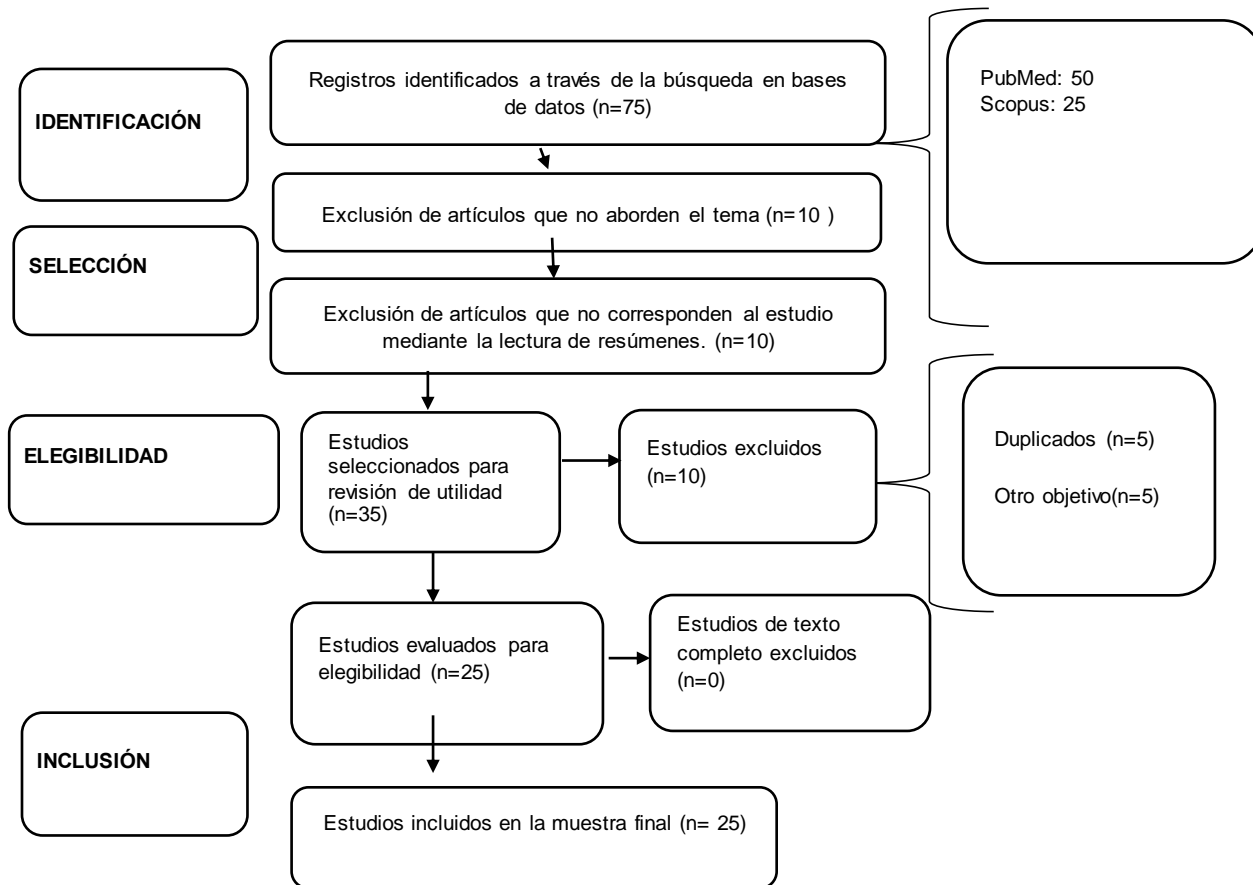 IDENTIFICACIÓN
Registros identificados a través de la búsqueda en bases
de datos (n=75)
PubMed: 50
Scopus: 25
Exclusión de artículos que no aborden el tema (n=10 )
SELECCIÓN
Exclusión de artículos que no corresponden al estudio
mediante la lectura de resúmenes. (n=10)
ELEGIBILIDAD
Estudios
seleccionados para
revisión de utilidad
(n=35)
Estudios excluidos
(n=10)
Duplicados (n=5)
Otro objetivo(n=5)
Estudios evaluados para
elegibilidad (n=25)
Estudios de texto
completo excluidos
(n=0)
INCLUSIÓN
Estudios incluidos en la muestra final (n= 25)